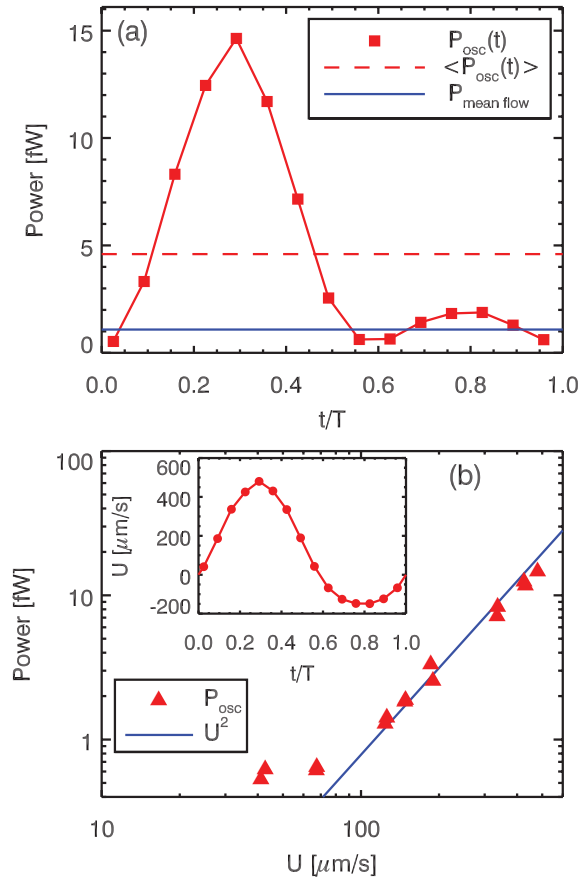 (a)
P_osc(t)
<P_osc(t)>
P_mean flow
Power [fW]
15
10
5
0
0.0 0.2 0.4 0.6 0.8 1.0
t/T
(b)
Power [fW]
100
10
1
U [μm/s]
600
400
200
0
-200
0.0 0.2 0.4 0.6 0.8 1.0
t/T
P_osc
U^2
10 100
U [μm/s]